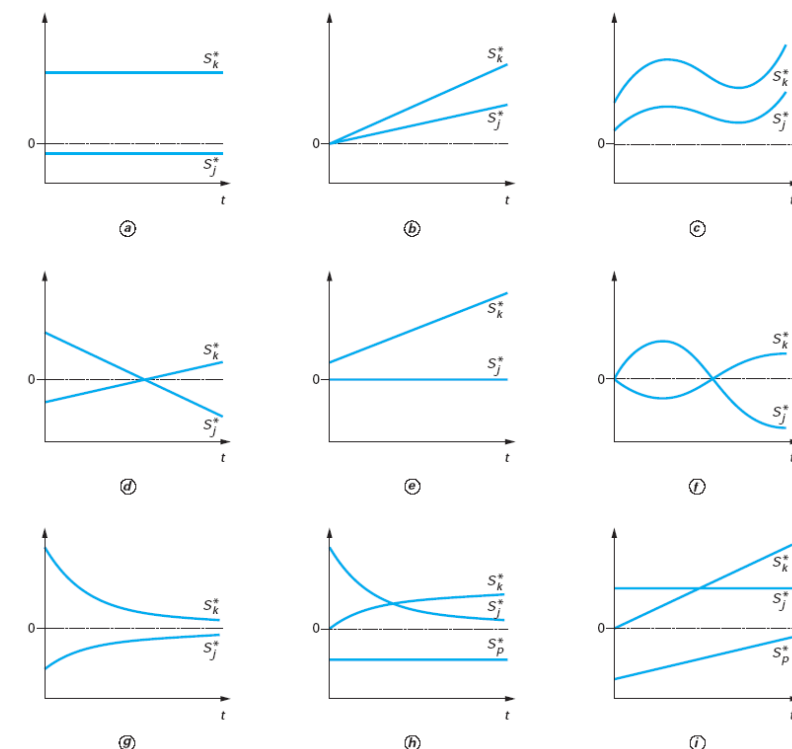 S*k S*k S*k
0 0 0
S*j S*j S*j
t t t
ⓐ ⓑ ⓒ
S*k S*k S*k
0 0 0
S*j S*j S*j
t t t
ⓓ ⓔ ⓕ
S*k S*k S*k
S*j S*j
0 0 0
S*j S*p S*p
t t t
ⓖ ⓗ ⓘ